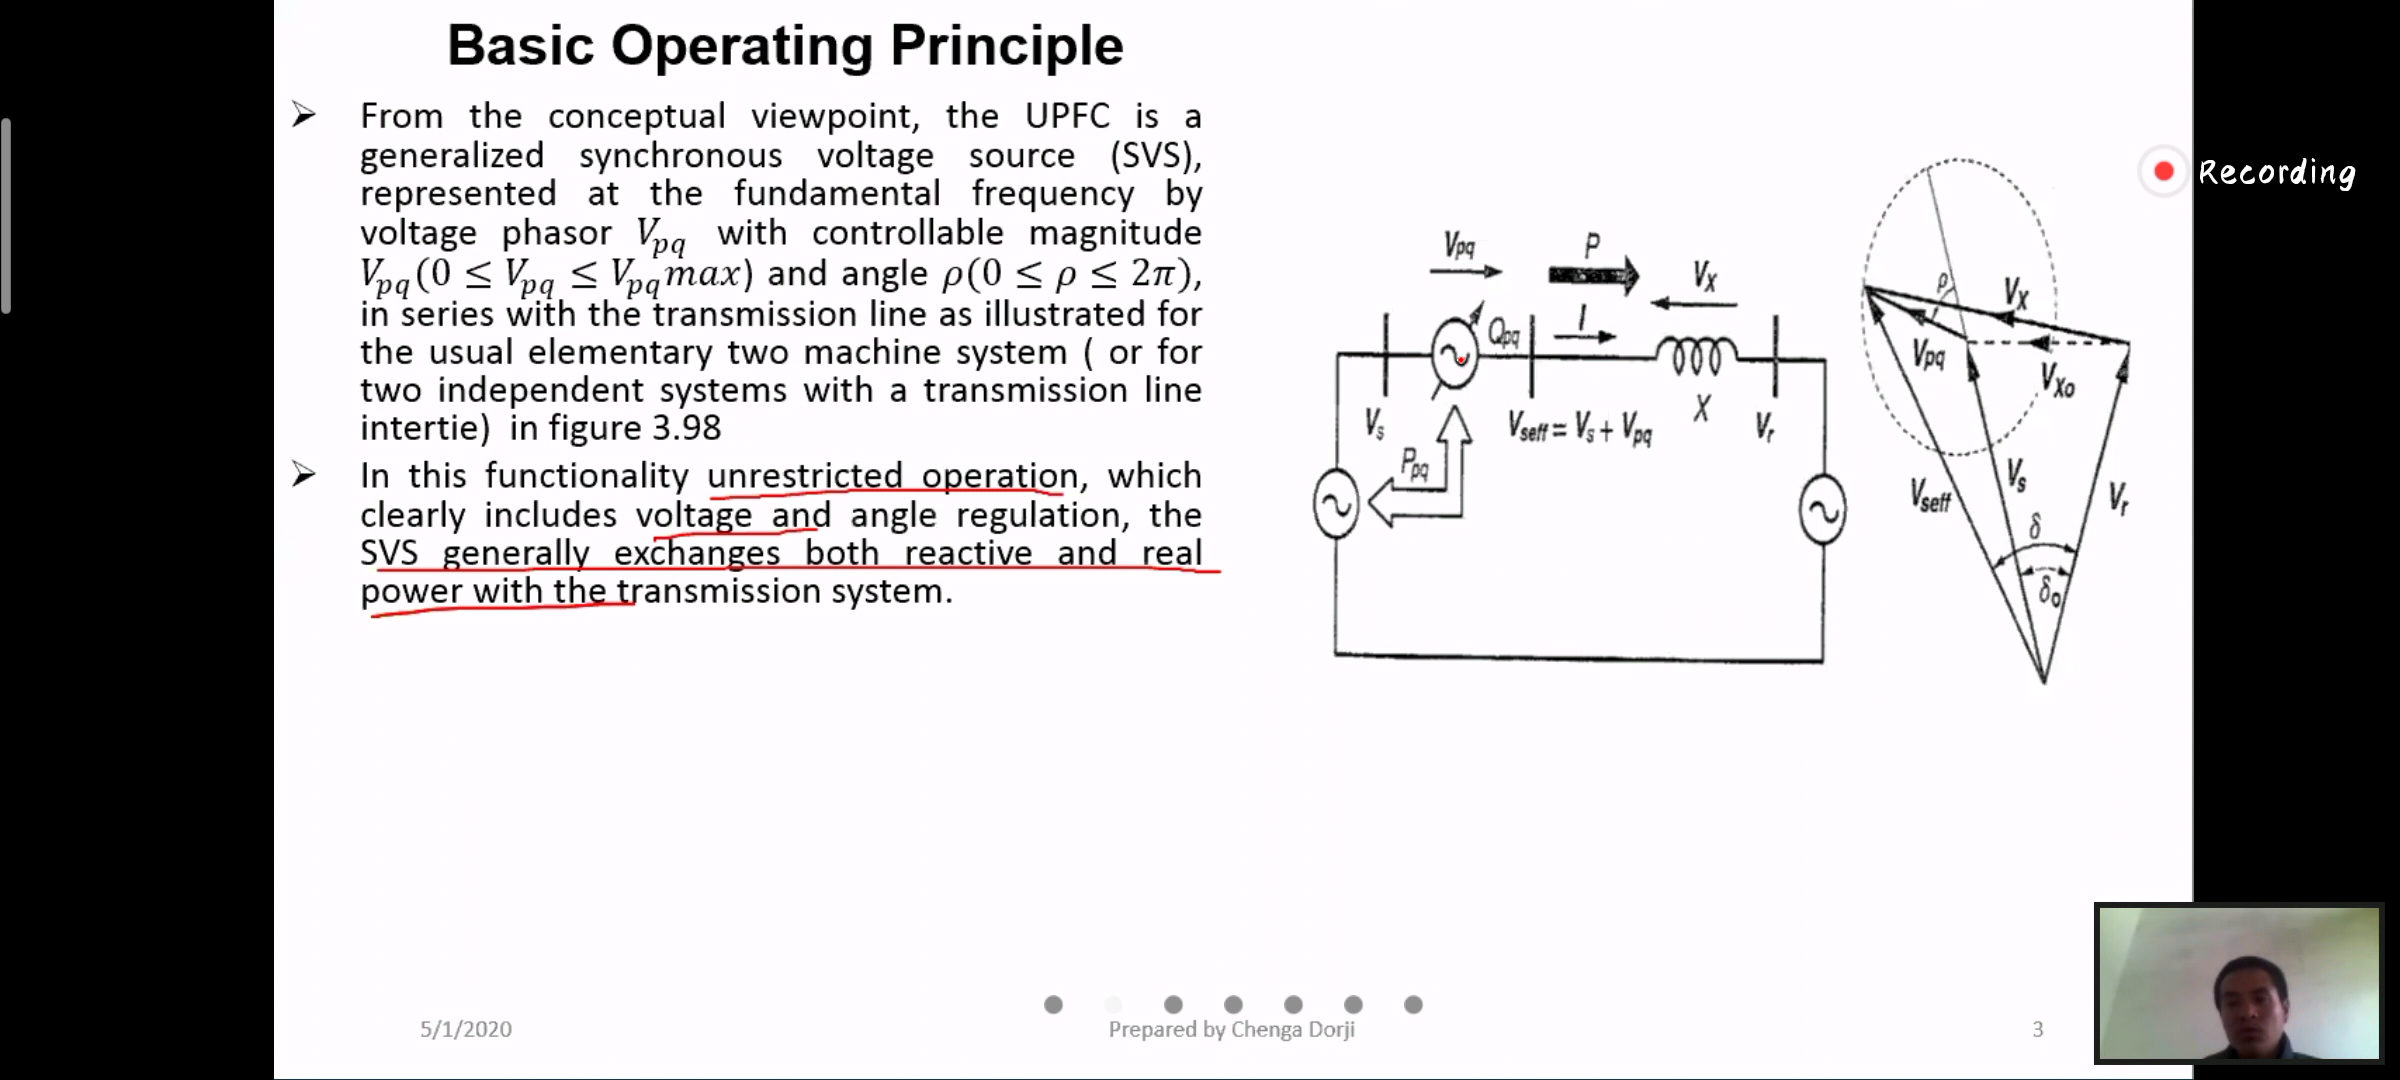 Basic Operating Principle
➢ From the conceptual viewpoint, the UPFC is a
generalized synchronous voltage source (SVS),
represented at the fundamental frequency by
voltage phasor Vpq with controllable magnitude
Vpq(0 ≤ Vpq ≤ Vpqmax) and angle ρ(0 ≤ ρ ≤ 2π),
in series with the transmission line as illustrated for
the usual elementary two machine system ( or for
two independent systems with a transmission line
intertie) in figure 3.98
➢ In this functionality unrestricted operation, which
clearly includes voltage and angle regulation, the
SVS generally exchanges both reactive and real
power with the transmission system.
Vpq
P
Vx
I
Qpq
Vs
Vseff = Vs + Vpq
X
Vr
Ppq
ρ
Vx
Vpq
Vxo
Vseff
Vs
Vr
δ
δo
Recording
5/1/2020
Prepared by Chenga Dorji
3